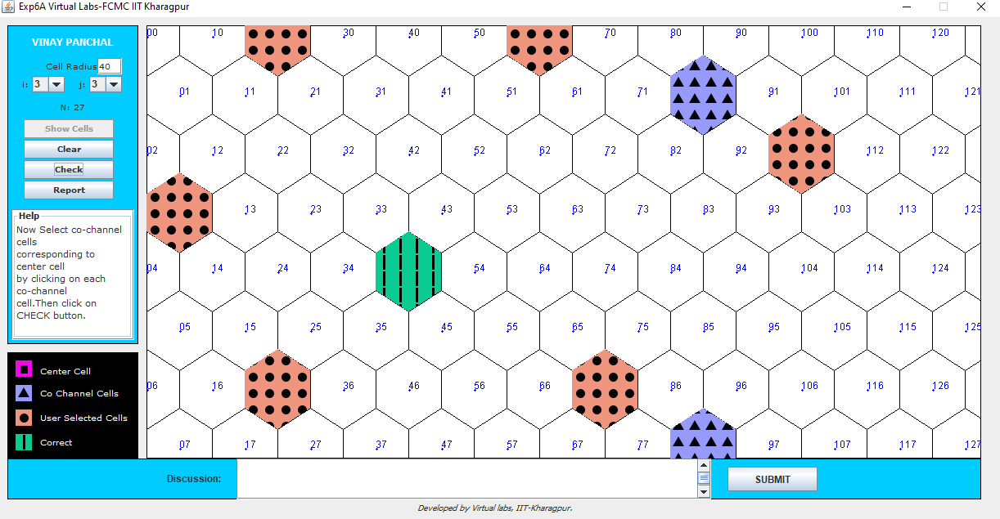 Exp6A Virtual Labs-FCMC IIT Kharagpur
VINAY PANCHAL
Cell Radius 40
i: 3 j: 3
N: 27
Show Cells
Clear
Check
Report
Help
Now Select co-channel
cells
corresponding to
center cell
by clicking on each
co-channel
cell.Then click on
CHECK button.
Center Cell
Co Channel Cells
User Selected Cells
Correct
00 10 30 40 50 70 80 90 100 110 120
01 11 21 31 41 51 61 71 91 101 111 121
02 12 22 32 42 52 62 72 82 92 112 122
13 23 33 43 53 63 73 83 93 103 113 123
04 14 24 34 54 64 74 84 94 104 114 124
05 15 25 35 45 55 65 75 85 95 105 115 125
06 16 36 46 56 66 86 96 106 116 126
07 17 27 37 47 57 67 77 97 107 117 127
Discussion:
SUBMIT
Developed by Virtual labs, IIT-Kharagpur.